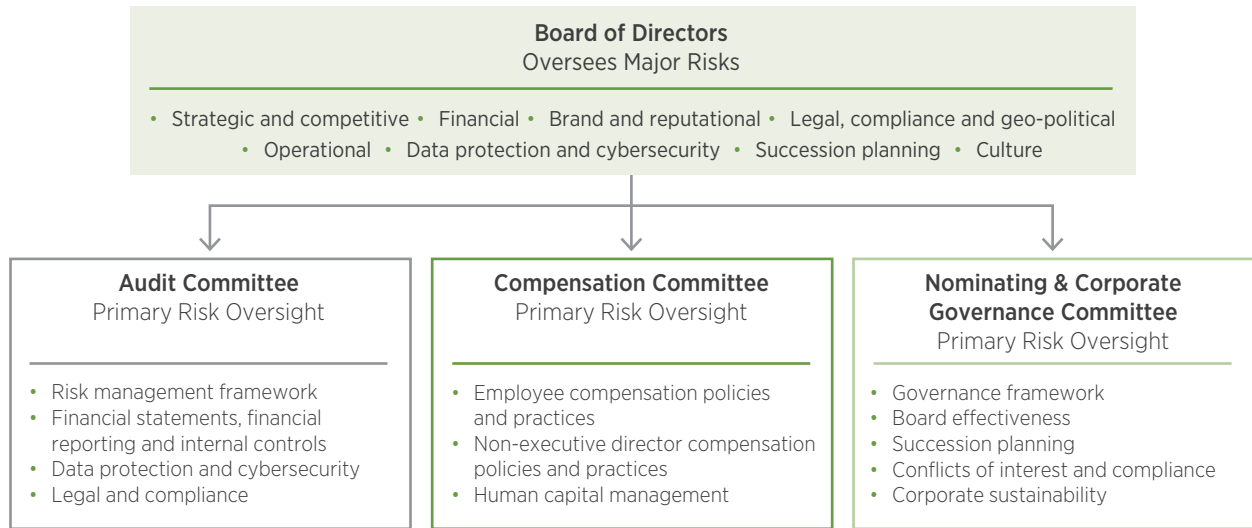 Board of Directors
Oversees Major Risks
• Strategic and competitive • Financial • Brand and reputational • Legal, compliance and geo-political
• Operational • Data protection and cybersecurity • Succession planning • Culture
Audit Committee
Primary Risk Oversight
• Risk management framework
• Financial statements, financial
reporting and internal controls
• Data protection and cybersecurity
• Legal and compliance
Compensation Committee
Primary Risk Oversight
• Employee compensation policies
and practices
• Non-executive director compensation
policies and practices
• Human capital management
Nominating & Corporate
Governance Committee
Primary Risk Oversight
• Governance framework
• Board effectiveness
• Succession planning
• Conflicts of interest and compliance
• Corporate sustainability